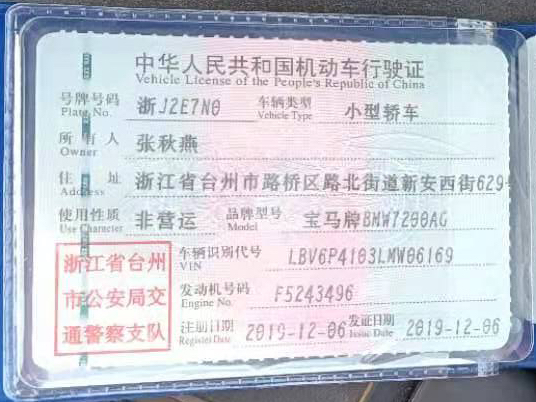 中华人民共和国机动车行驶证
Vehicle License of the People's Republic of China
号牌号码 浙J2E7N0 车辆类型 小型轿车
Plate No. Vehicle Type
所有人 张秋燕
Owner
住址 浙江省台州市路桥区路北街道新安西街629
Address
使用性质 非营运 品牌型号 宝马牌BMW7200AG
Use Character Model
浙江省台州 车辆识别代号 LBV6P4103LMW06169
VIN
市公安局交 发动机号码 F5243496
Engine No.
通警察支队 注册日期 2019-12-06 发证日期 2019-12-06
Register Date Issue Date